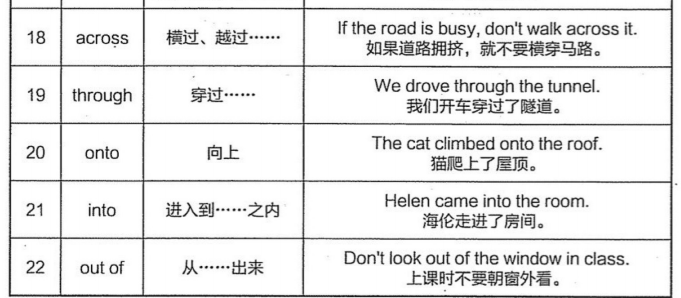 18 across 横过、越过…… If the road is busy, don't walk across it.
如果道路拥挤，就不要横穿马路。
19 through 穿过…… We drove through the tunnel.
我们开车穿过了隧道。
20 onto 向上 The cat climbed onto the roof.
猫爬上了屋顶。
21 into 进入到……之内 Helen came into the room.
海伦走进了房间。
22 out of 从……出来 Don't look out of the window in class.
上课时不要朝窗外看。